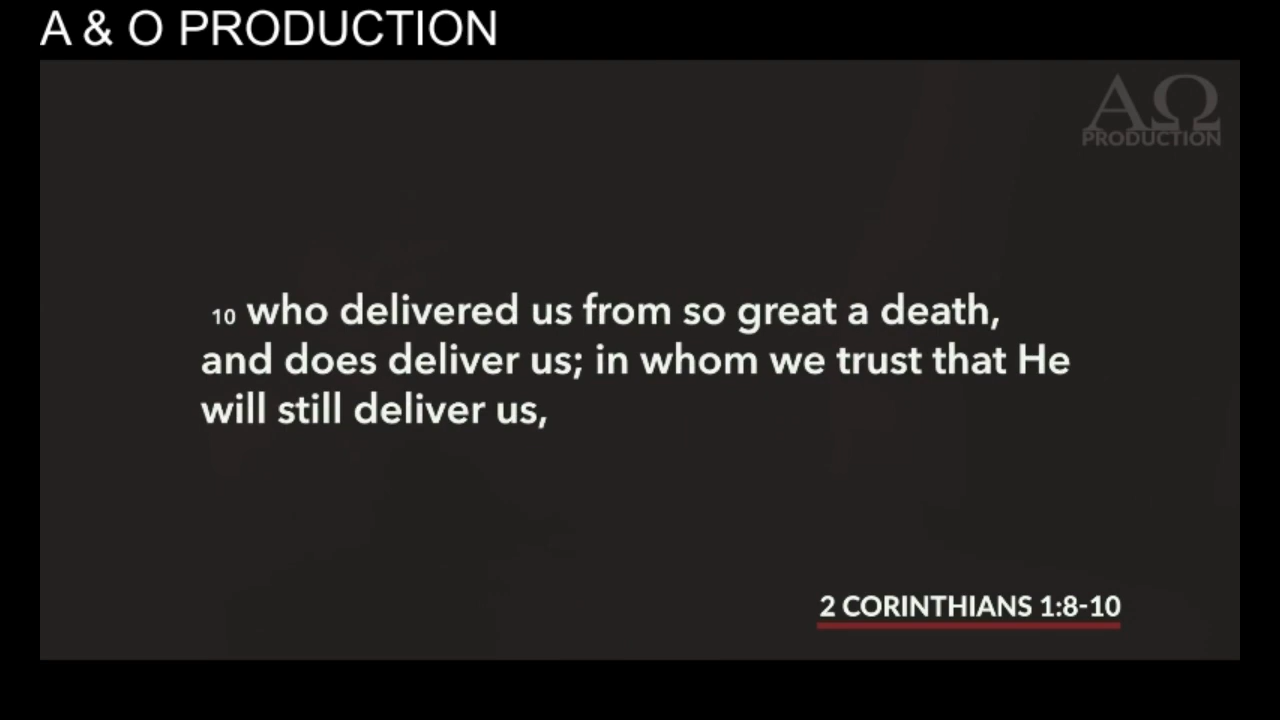 A & O PRODUCTION
ΑΩ
PRODUCTION
10 who delivered us from so great a death,
and does deliver us; in whom we trust that He
will still deliver us,
2 CORINTHIANS 1:8-10